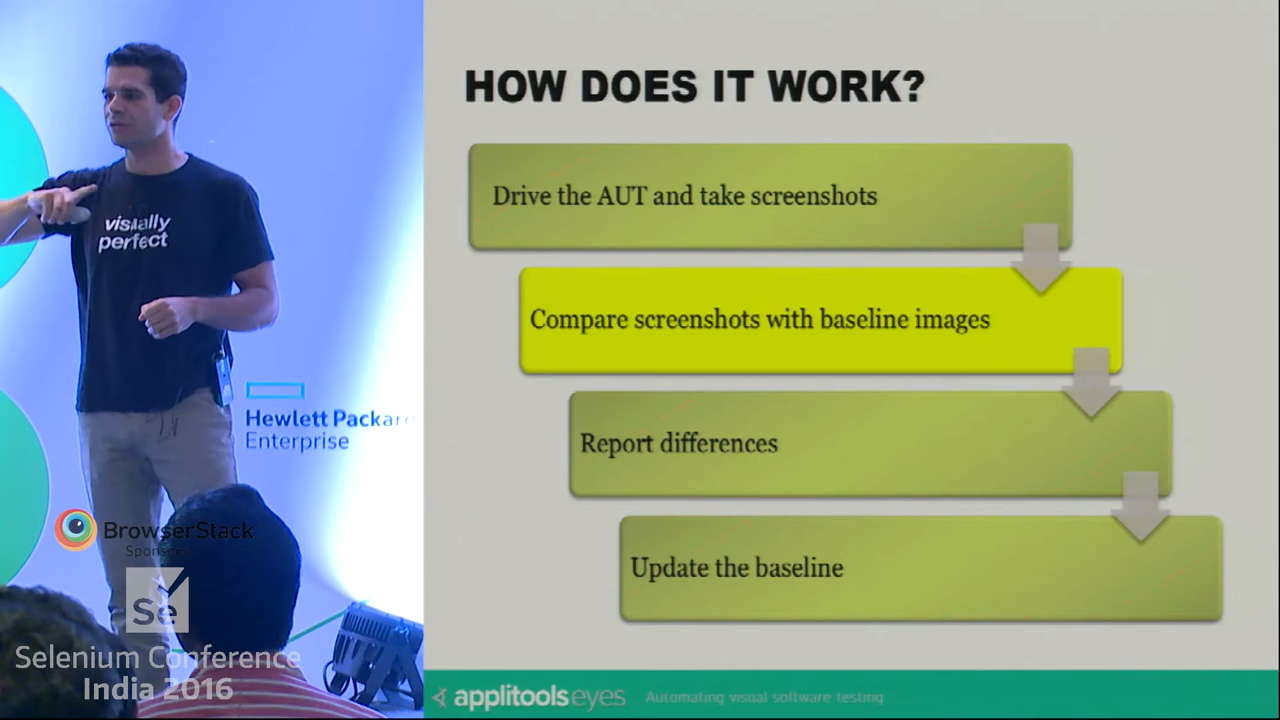 HOW DOES IT WORK?
Drive the AUT and take screenshots
Compare screenshots with baseline images
Report differences
Update the baseline
applitools eyes Automating visual software testing
visually
perfect
Hewlett Packard
Enterprise
BrowserStack
Sponsors
Se
Selenium Conference
India 2016